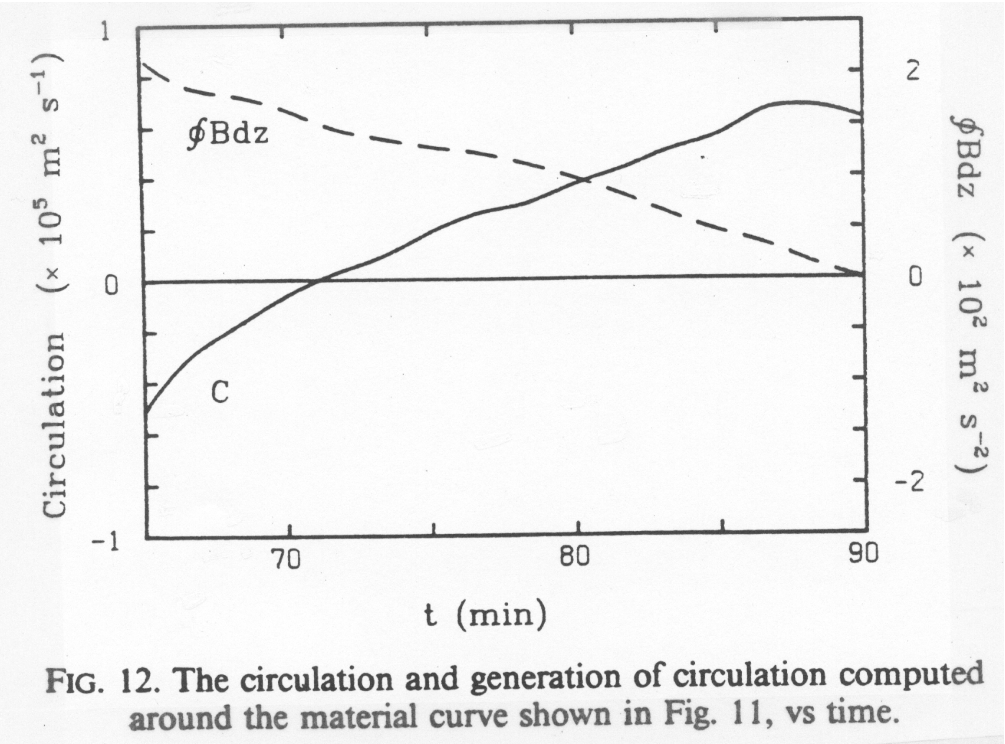 1
0
-1
Circulation (× 10⁵ m² s⁻¹)
∮Bdz
C
2
0
-2
∮Bdz (× 10² m² s⁻²)
70
80
90
t (min)
FIG. 12. The circulation and generation of circulation computed
around the material curve shown in Fig. 11, vs time.